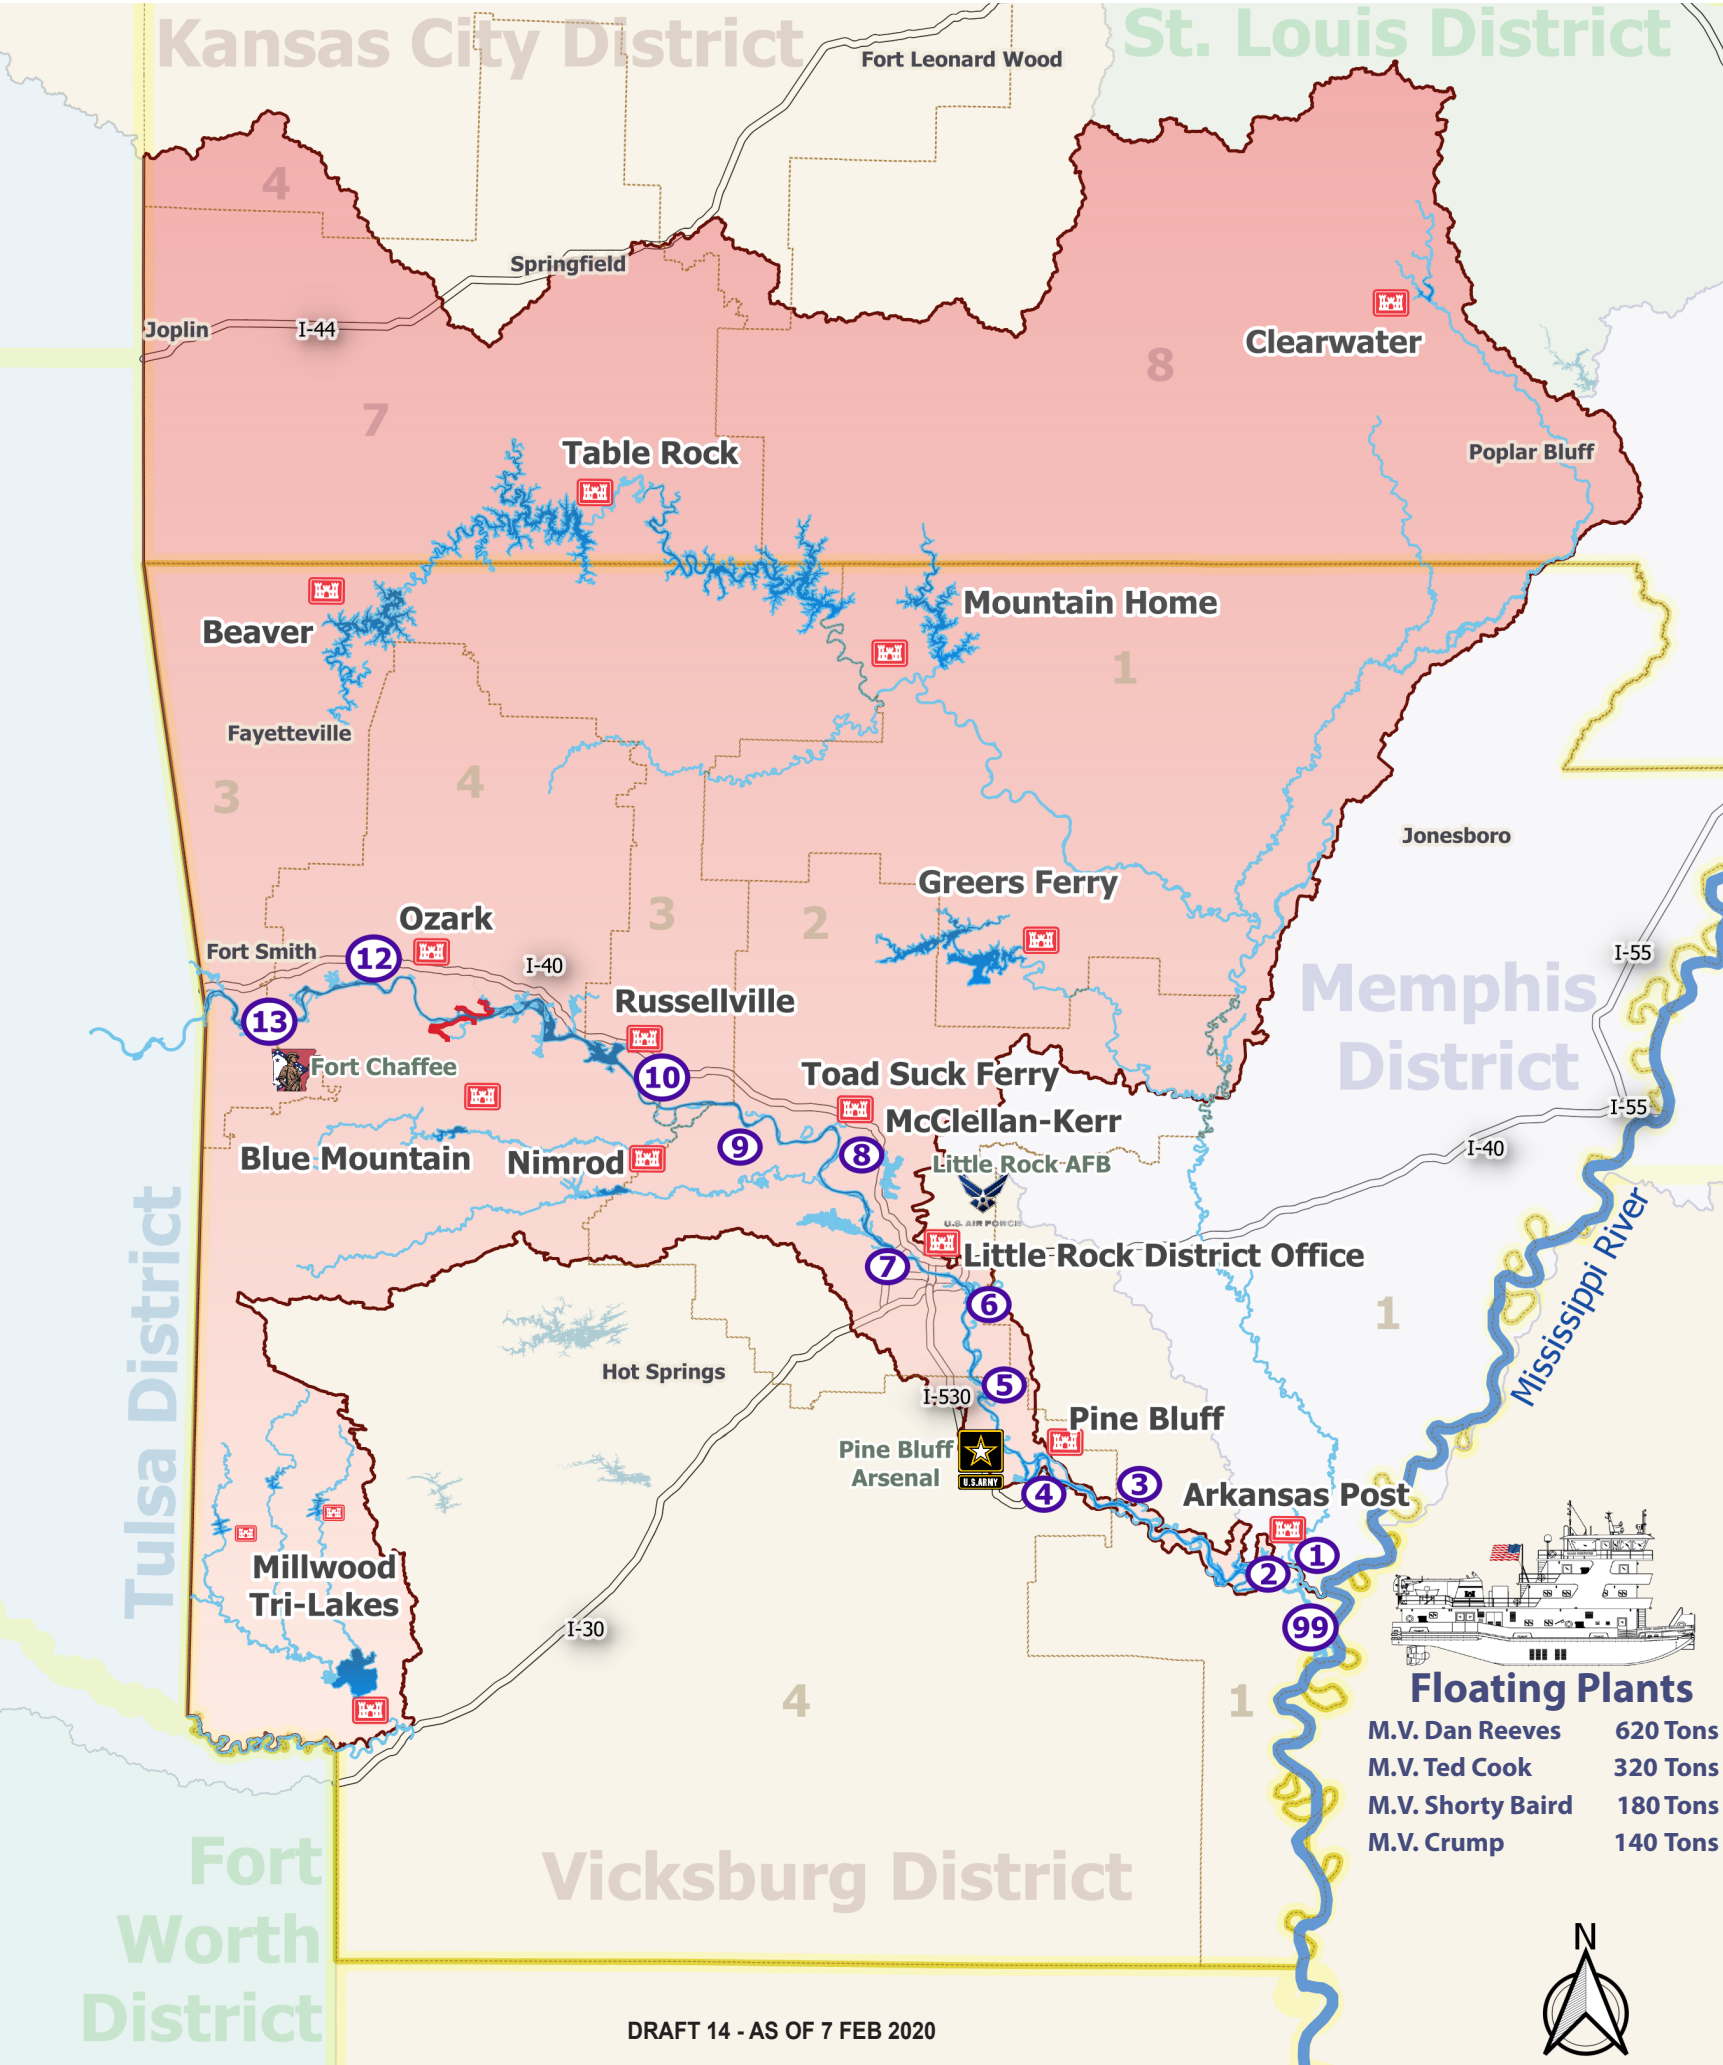 Kansas City District
St. Louis District
Fort Leonard Wood
4
Springfield
Joplin
I-44
Clearwater
8
7
Table Rock
Poplar Bluff
Beaver
Mountain Home
1
Fayetteville
3
4
Jonesboro
Greers Ferry
3
2
Ozark
Fort Smith
12
I-40
I-55
Memphis
District
Russellville
13
Fort Chaffee
10
Toad Suck Ferry
McClellan-Kerr
I-55
I-40
Blue Mountain
Nimrod
9
8
Little Rock AFB
U.S. AIR FORCE
Tulsa District
Little Rock District Office
7
6
Mississippi River
1
Hot Springs
5
I-530
Pine Bluff
Pine Bluff
Arsenal
U.S.ARMY
4
3
Arkansas Post
1
2
Millwood
Tri-Lakes
I-30
99
4
1
Floating Plants
M.V. Dan Reeves 620 Tons
M.V. Ted Cook 320 Tons
M.V. Shorty Baird 180 Tons
M.V. Crump 140 Tons
Fort
Worth
District
Vicksburg District
N
DRAFT 14 - AS OF 7 FEB 2020